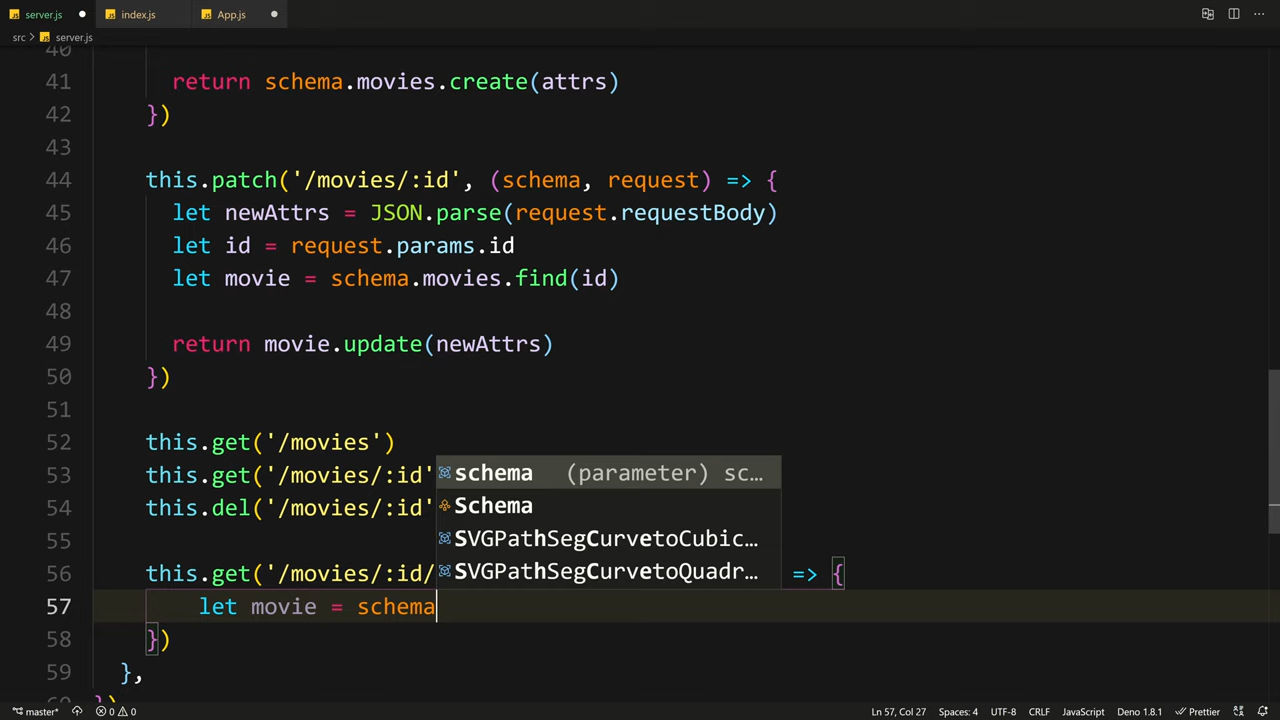 server.js index.js App.js
src > server.js
40
41 return schema.movies.create(attrs)
42 })
43
44 this.patch('/movies/:id', (schema, request) => {
45 let newAttrs = JSON.parse(request.requestBody)
46 let id = request.params.id
47 let movie = schema.movies.find(id)
48
49 return movie.update(newAttrs)
50 })
51
52 this.get('/movies')
53 this.get('/movies/:id'
schema (parameter) sc…
54 this.del('/movies/:id'
Schema
55
SVGPathSegCurvetoCubic…
56 this.get('/movies/:id/ => {
SVGPathSegCurvetoQuadr…
57 let movie = schema
58 })
59 },
60 })
master* 0 0 Ln 57, Col 27 Spaces: 4 UTF-8 CRLF JavaScript Deno 1.8.1 Prettier